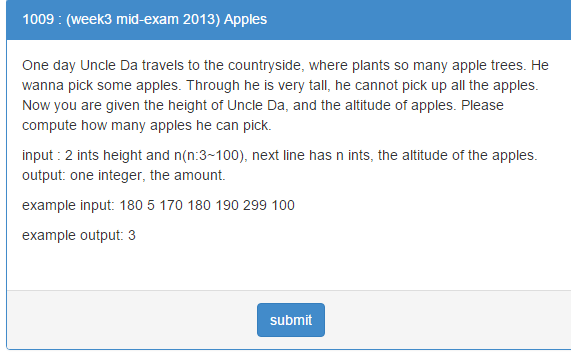 1009 : (week3 mid-exam 2013) Apples
One day Uncle Da travels to the countryside, where plants so many apple trees. He
wanna pick some apples. Through he is very tall, he cannot pick up all the apples.
Now you are given the height of Uncle Da, and the altitude of apples. Please
compute how many apples he can pick.
input : 2 ints height and n(n:3~100), next line has n ints, the altitude of the apples.
output: one integer, the amount.
example input: 180 5 170 180 190 299 100
example output: 3
submit